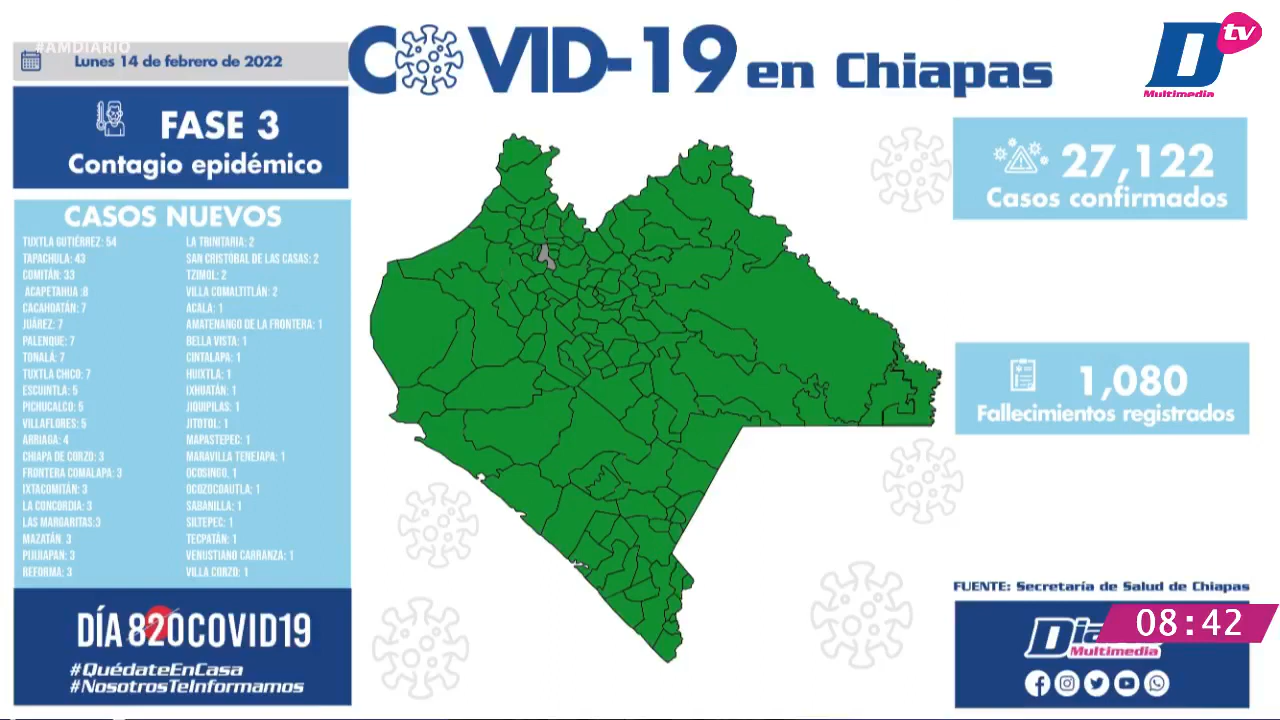 #AMDIARIO
Lunes 14 de febrero de 2022
COVID-19 en Chiapas
D tv
Multimedia
FASE 3
Contagio epidémico
27,122
Casos confirmados
CASOS NUEVOS
TUXTLA GUTIÉRREZ: 54
TAPACHULA: 43
COMITÁN: 33
ACAPETAHUA :8
CACAHOATÁN: 7
JUÁREZ: 7
PALENQUE: 7
TONALÁ: 7
TUXTLA CHICO: 7
ESCUINTLA: 5
PICHUCALCO: 5
VILLAFLORES: 5
ARRIAGA: 4
CHIAPA DE CORZO: 3
FRONTERA COMALAPA: 3
IXTACOMITÁN: 3
LA CONCORDIA: 3
LAS MARGARITAS:3
MAZATÁN: 3
PIJIJIAPAN: 3
REFORMA: 3
LA TRINITARIA: 2
SAN CRISTÓBAL DE LAS CASAS: 2
TZIMOL: 2
VILLA COMALTITLÁN: 2
ACALA: 1
AMATENANGO DE LA FRONTERA: 1
BELLA VISTA: 1
CINTALAPA: 1
HUIXTLA: 1
IXHUATÁN: 1
JIQUIPILAS: 1
JITOTOL: 1
MAPASTEPEC: 1
MARAVILLA TENEJAPA: 1
OCOSINGO. 1
OCOZOCOAUTLA: 1
SABANILLA: 1
SILTEPEC: 1
TECPATÁN: 1
VENUSTIANO CARRANZA: 1
VILLA CORZO: 1
1,080
Fallecimientos registrados
DÍA 820 COVID19
#QuédateEnCasa
#NosotrosTeInformamos
FUENTE: Secretaría de Salud de Chiapas
08:42
Multimedia